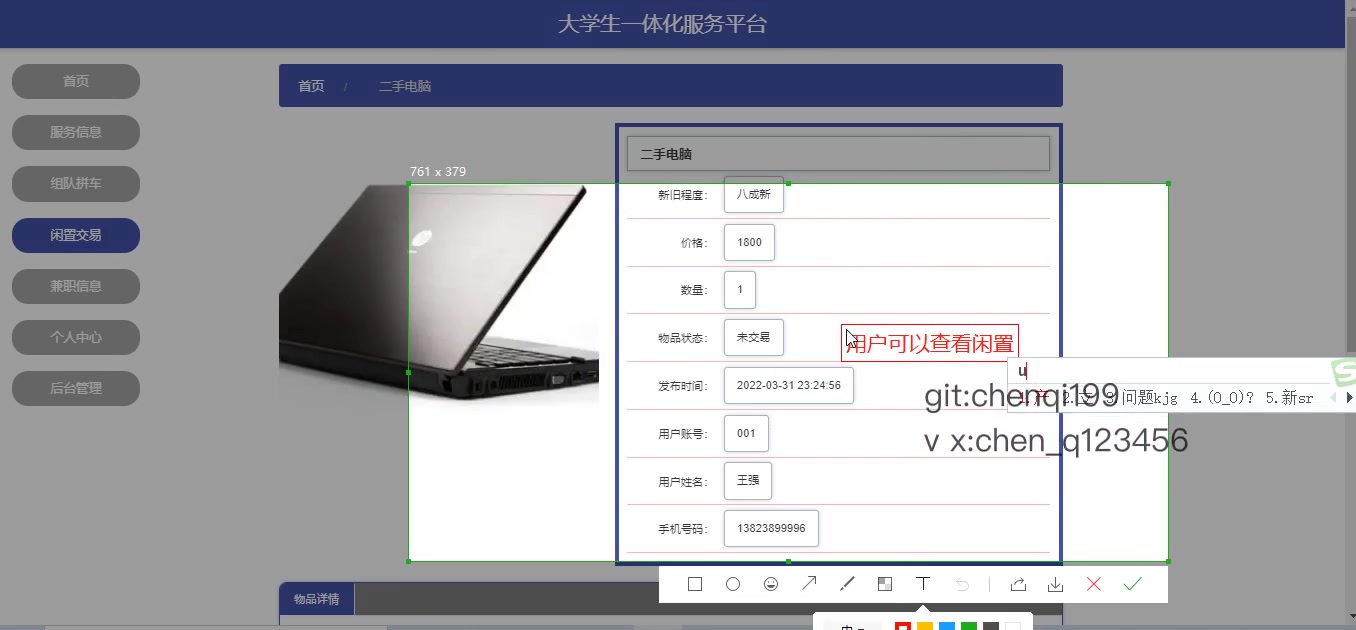 大学生一体化服务平台
首页
服务信息
组队拼车
闲置交易
兼职信息
个人中心
后台管理
首页 / 二手电脑
761 x 379
二手电脑
新旧程度: 八成新
价格: 1800
数量: 1
物品状态: 未交易
发布时间: 2022-03-31 23:24:56
用户账号: 001
用户姓名: 王强
手机号码: 13823899996
用户可以查看闲置
u
3.问题kjg 4.(0_0)? 5.新sr
git:chenqi199
v x:chen_q123456
物品详情